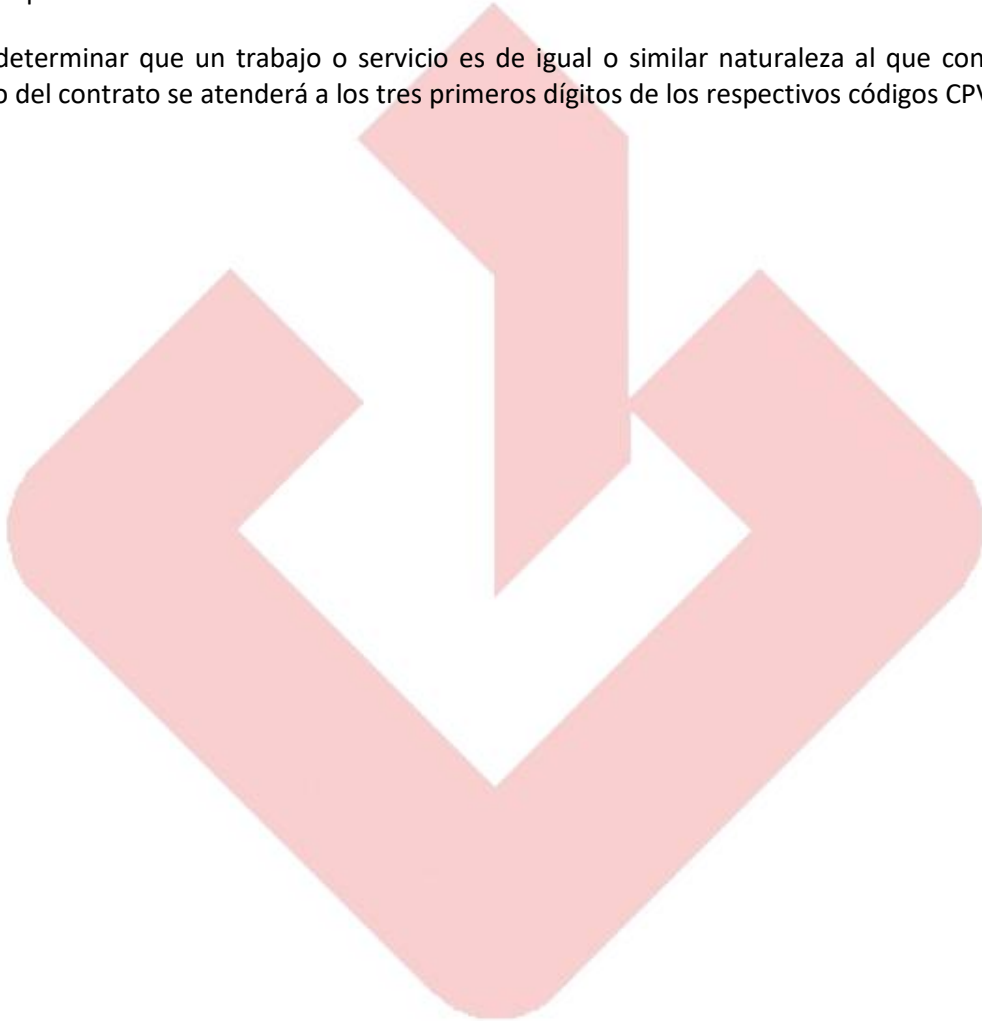 determinar que un trabajo o servicio es de igual o similar naturaleza al que con
o del contrato se atenderá a los tres primeros dígitos de los respectivos códigos CPV